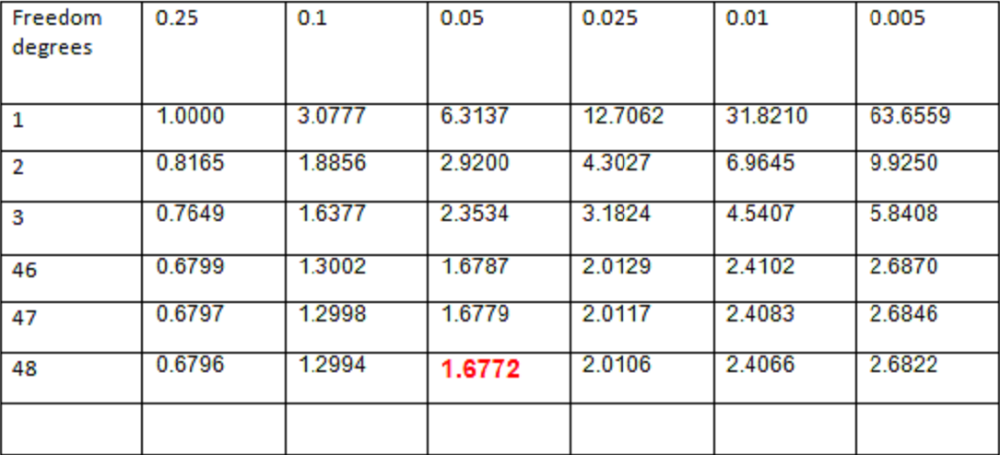 Freedom degrees 0.25 0.1 0.05 0.025 0.01 0.005
1 1.0000 3.0777 6.3137 12.7062 31.8210 63.6559
2 0.8165 1.8856 2.9200 4.3027 6.9645 9.9250
3 0.7649 1.6377 2.3534 3.1824 4.5407 5.8408
46 0.6799 1.3002 1.6787 2.0129 2.4102 2.6870
47 0.6797 1.2998 1.6779 2.0117 2.4083 2.6846
48 0.6796 1.2994 1.6772 2.0106 2.4066 2.6822